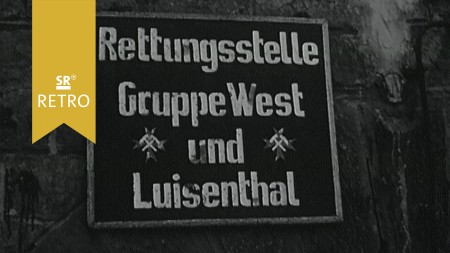 SR
RETRO
Rettungsstelle
Gruppe West
und
Luisenthal